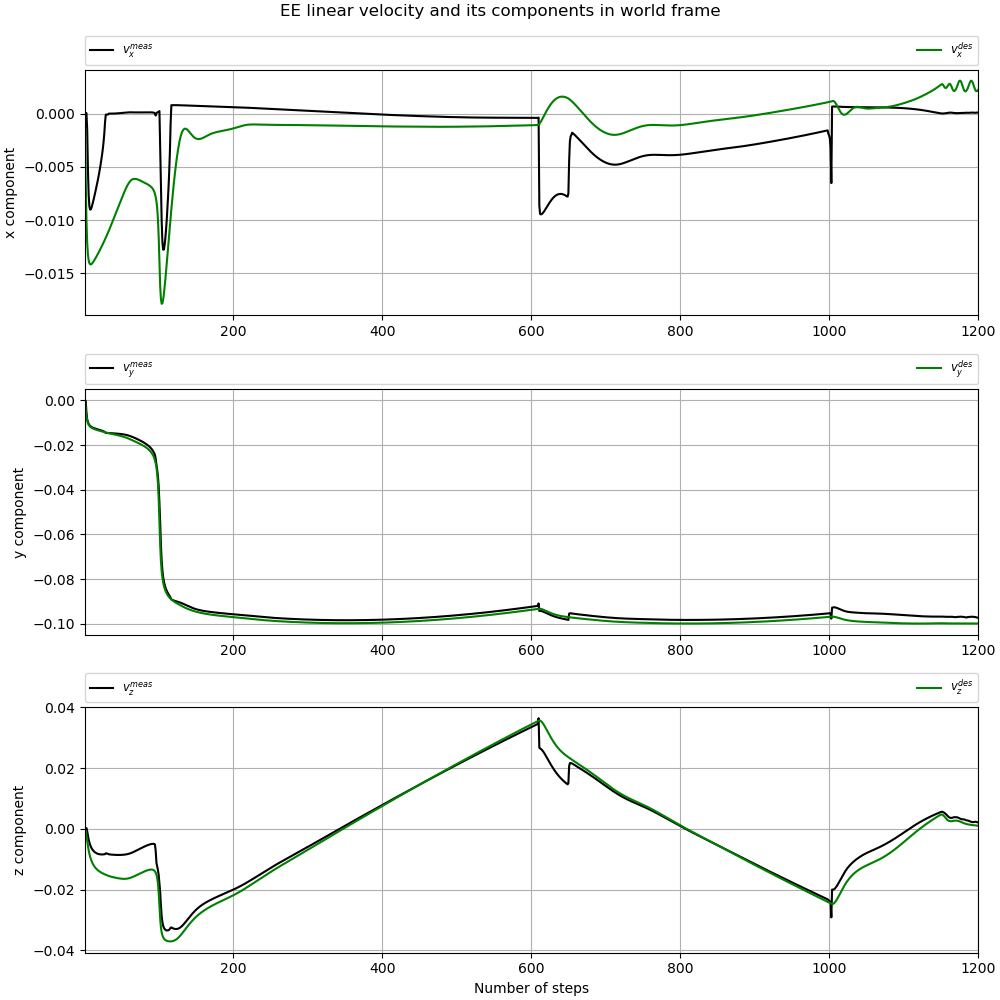 EE linear velocity and its components in world frame
v_x^meas v_x^des
0.000
−0.005
−0.010
−0.015
x component
200 400 600 800 1000 1200
v_y^meas v_y^des
0.00
−0.02
−0.04
−0.06
−0.08
−0.10
y component
200 400 600 800 1000 1200
v_z^meas v_z^des
0.04
0.02
0.00
−0.02
−0.04
z component
200 400 600 800 1000 1200
Number of steps